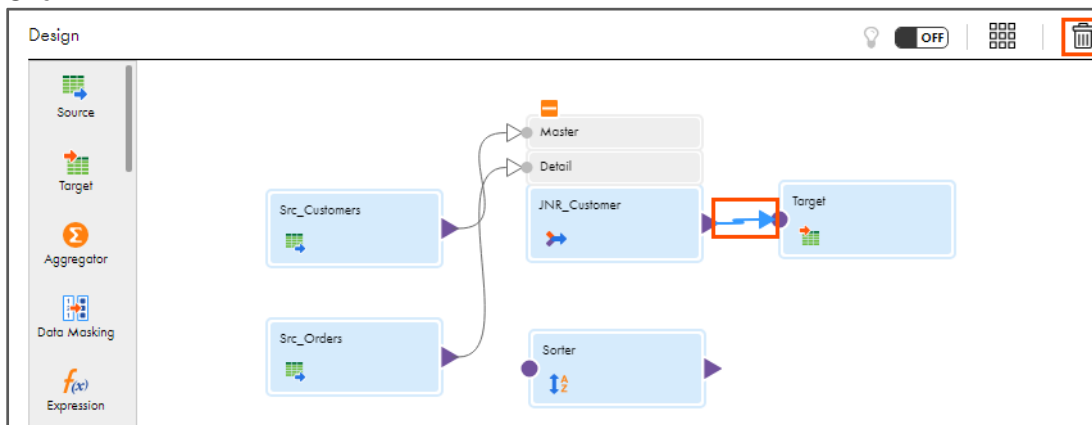 Design
OFF
Source
Target
Aggregator
Data Masking
f(x)
Expression
Master
Detail
Src_Customers
JNR_Customer
Target
Src_Orders
Sorter
A
Z